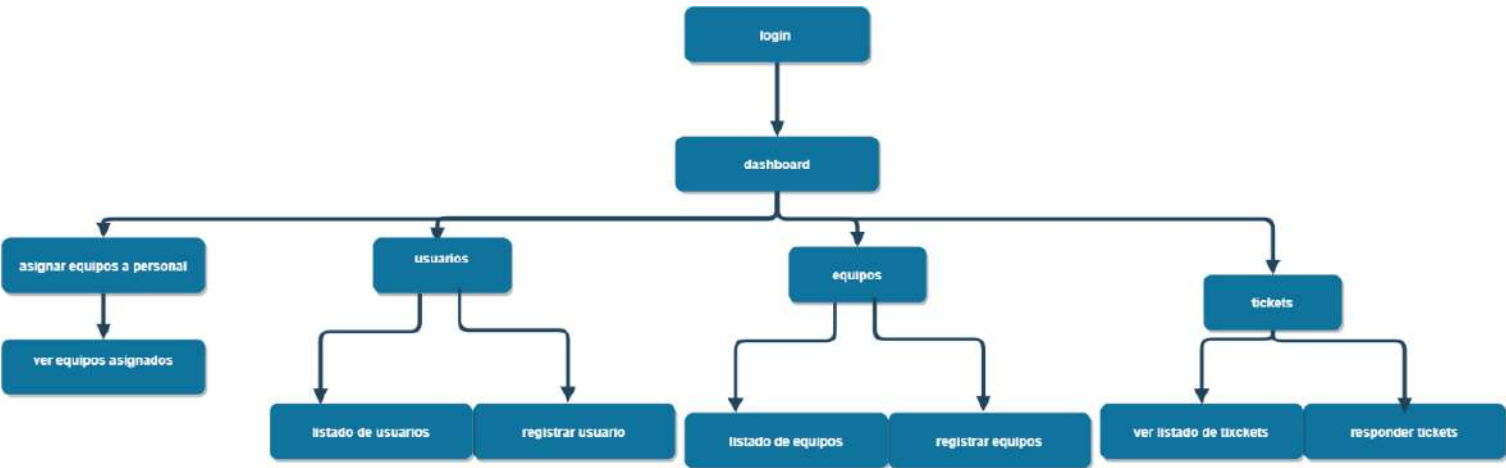 login
dashboard
asignar equipos a personal
usuarios
equipos
tickets
ver equipos asignados
listado de usuarios
registrar usuario
listado de equipos
registrar equipos
ver listado de tixckets
responder tickets